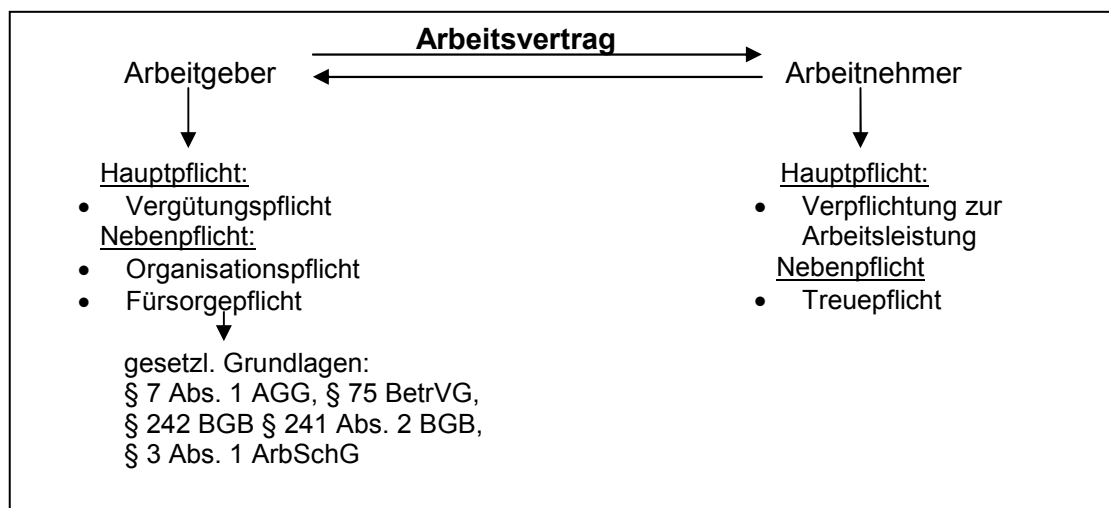 Arbeitsvertrag
Arbeitgeber
Arbeitnehmer
Hauptpflicht:
• Vergütungspflicht
Nebenpflicht:
• Organisationspflicht
• Fürsorgepflicht
gesetzl. Grundlagen:
§ 7 Abs. 1 AGG, § 75 BetrVG,
§ 242 BGB § 241 Abs. 2 BGB,
§ 3 Abs. 1 ArbSchG
Hauptpflicht:
• Verpflichtung zur
Arbeitsleistung
Nebenpflicht
• Treuepflicht